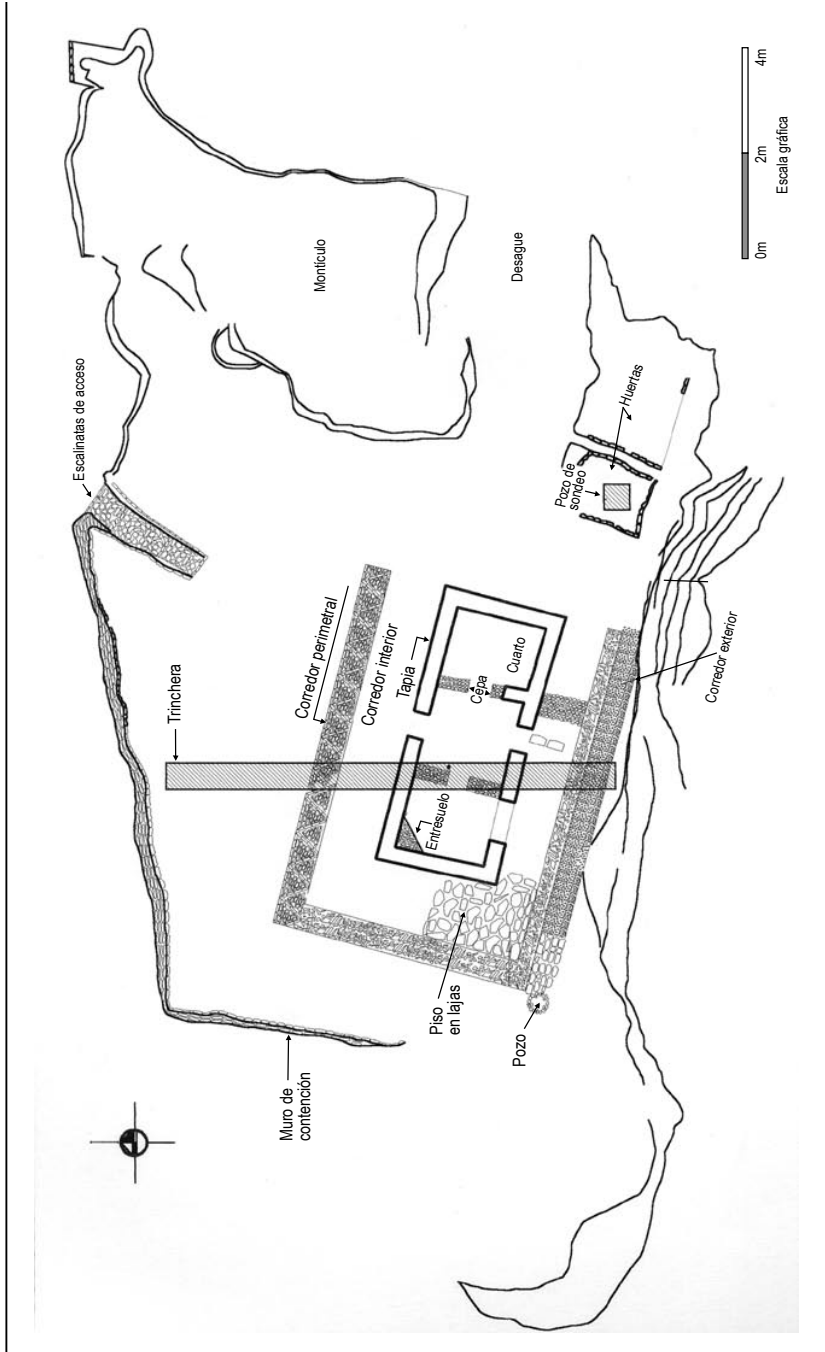 Escalinatas de acceso
Montículo
Desague
0m
2m
4m
Escala gráfica
Trinchera
Corredor perimetral
Corredor interior
Tapia
Cepa
Cuarto
Entresuelo
Pozo de
sondeo
Huertas
Corredor exterior
Muro de
contención
Piso
en lajas
Pozo